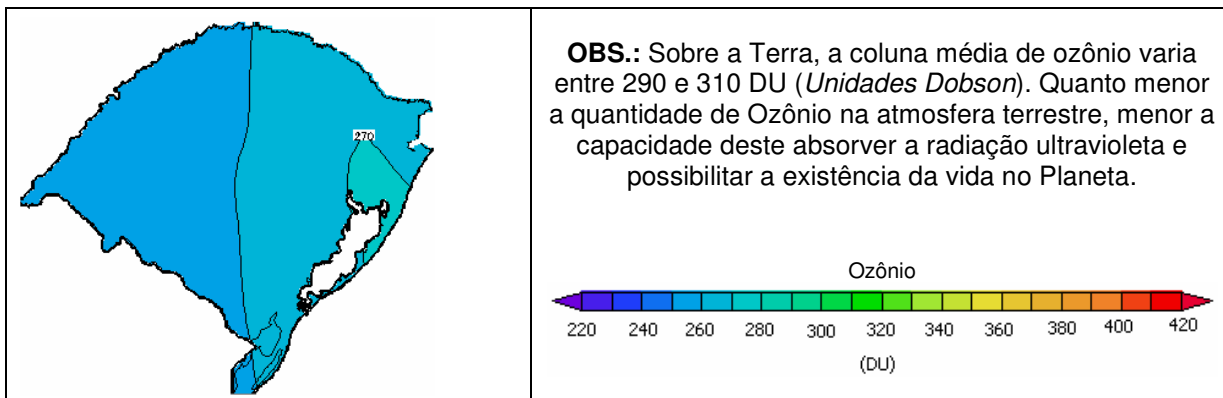 270
OBS.: Sobre a Terra, a coluna média de ozônio varia
entre 290 e 310 DU (Unidades Dobson). Quanto menor
a quantidade de Ozônio na atmosfera terrestre, menor a
capacidade deste absorver a radiação ultravioleta e
possibilitar a existência da vida no Planeta.
Ozônio
220 240 260 280 300 320 340 360 380 400 420
(DU)